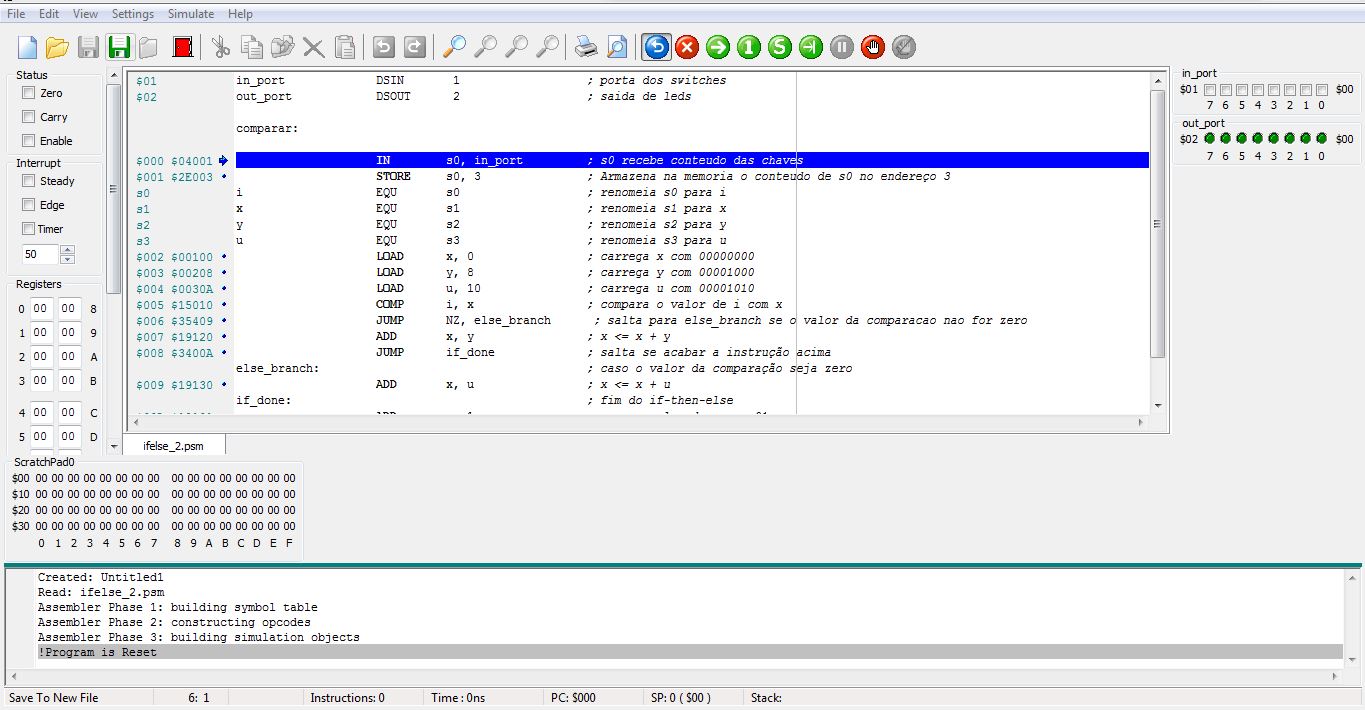 File Edit View Settings Simulate Help
Status
Zero
Carry
Enable
Interrupt
Steady
Edge
Timer
50
Registers
0 00 00 8
1 00 00 9
2 00 00 A
3 00 00 B
4 00 00 C
5 00 00 D
$01 in_port DSIN 1 ; porta dos switches
$02 out_port DSOUT 2 ; saida de leds
comparar:
$000 $04001 IN s0, in_port ; s0 recebe conteudo das chaves
$001 $2E003 STORE s0, 3 ; Armazena na memoria o conteudo de s0 no endereço 3
s0 i EQU s0 ; renomeia s0 para i
s1 x EQU s1 ; renomeia s1 para x
s2 y EQU s2 ; renomeia s2 para y
s3 u EQU s3 ; renomeia s3 para u
$002 $00100 LOAD x, 0 ; carrega x com 00000000
$003 $00208 LOAD y, 8 ; carrega y com 00001000
$004 $0030A LOAD u, 10 ; carrega u com 00001010
$005 $15010 COMP i, x ; compara o valor de i com x
$006 $35409 JUMP NZ, else_branch ; salta para else_branch se o valor da comparacao nao for zero
$007 $19120 ADD x, y ; x <= x + y
$008 $3400A JUMP if_done ; salta se acabar a instrução acima
else_branch: ; caso o valor da comparação seja zero
$009 $19130 ADD x, u ; x <= x + u
if_done: ; fim do if-then-else
ifelse_2.psm
in_port
$01 $00
7 6 5 4 3 2 1 0
out_port
$02 $00
7 6 5 4 3 2 1 0
ScratchPad0
$00 00 00 00 00 00 00 00 00 00 00 00 00 00 00 00 00
$10 00 00 00 00 00 00 00 00 00 00 00 00 00 00 00 00
$20 00 00 00 00 00 00 00 00 00 00 00 00 00 00 00 00
$30 00 00 00 00 00 00 00 00 00 00 00 00 00 00 00 00
0 1 2 3 4 5 6 7 8 9 A B C D E F
Created: Untitled1
Read: ifelse_2.psm
Assembler Phase 1: building symbol table
Assembler Phase 2: constructing opcodes
Assembler Phase 3: building simulation objects
!Program is Reset
Save To New File 6: 1 Instructions: 0 Time : 0ns PC: $000 SP: 0 ( $00 ) Stack: